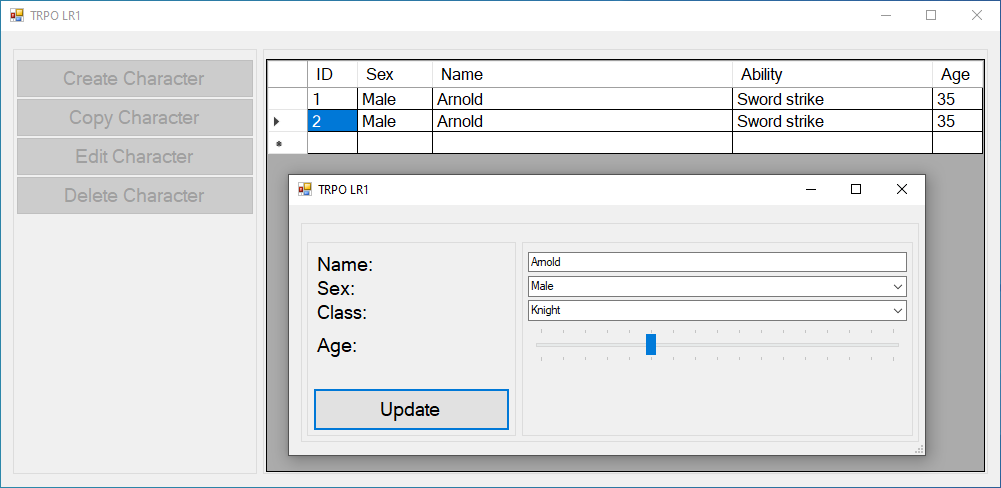 TRPO LR1
Create Character
Copy Character
Edit Character
Delete Character
ID Sex Name Ability Age
1 Male Arnold Sword strike 35
2 Male Arnold Sword strike 35
*
TRPO LR1
Name: Arnold
Sex: Male
Class: Knight
Age:
Update